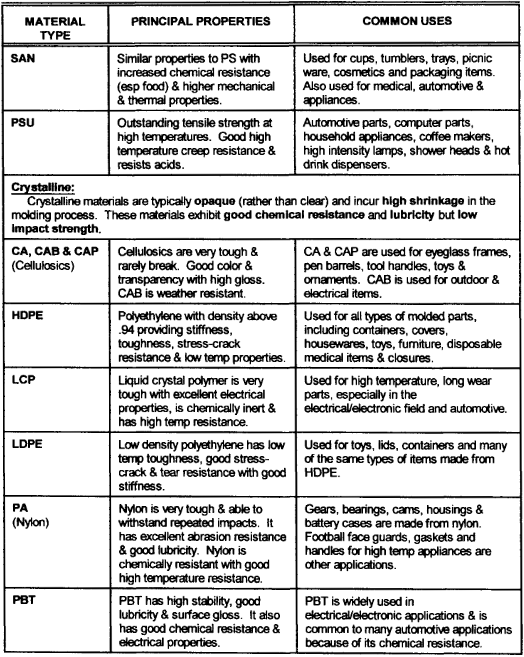 MATERIAL TYPE PRINCIPAL PROPERTIES COMMON USES
SAN
Similar properties to PS with
increased chemical resistance
(esp food) & higher mechanical
& thermal properties.
Used for cups, tumblers, trays, picnic
ware, cosmetics and packaging items.
Also used for medical, automotive &
appliances.
PSU
Outstanding tensile strength at
high temperatures. Good high
temperature creep resistance &
resists acids.
Automotive parts, computer parts,
household appliances, coffee makers,
high intensity lamps, shower heads & hot
drink dispensers.
Crystalline:
Crystalline materials are typically opaque (rather than clear) and incur high shrinkage in the
molding process. These materials exhibit good chemical resistance and lubricity but low
impact strength.
CA, CAB & CAP
(Cellulosics)
Cellulosics are very tough &
rarely break. Good color &
transparency with high gloss.
CAB is weather resistant.
CA & CAP are used for eyeglass frames,
pen barrels, tool handles, toys &
ornaments. CAB is used for outdoor &
electrical items.
HDPE
Polyethylene with density above
.94 providing stiffness,
toughness, stress-crack
resistance & low temp properties.
Used for all types of molded parts,
including containers, covers,
housewares, toys, furniture, disposable
medical items & closures.
LCP
Liquid crystal polymer is very
tough with excellent electrical
properties, is chemically inert &
has high temp resistance.
Used for high temperature, long wear
parts, especially in the
electrical/electronic field and automotive.
LDPE
Low density polyethylene has low
temp toughness, good stress-
crack & tear resistance with good
stiffness.
Used for toys, lids, containers and many
of the same types of items made from
HDPE.
PA
(Nylon)
Nylon is very tough & able to
withstand repeated impacts. It
has excellent abrasion resistance
& good lubricity. Nylon is
chemically resistant with good
high temperature resistance.
Gears, bearings, cams, housings &
battery cases are made from nylon.
Football face guards, gaskets and
handles for high temp appliances are
other applications.
PBT
PBT has high stability, good
lubricity & surface gloss. It also
has good chemical resistance &
electrical properties.
PBT is widely used in
electrical/electronic applications & is
common to many automotive applications
because of its chemical resistance.